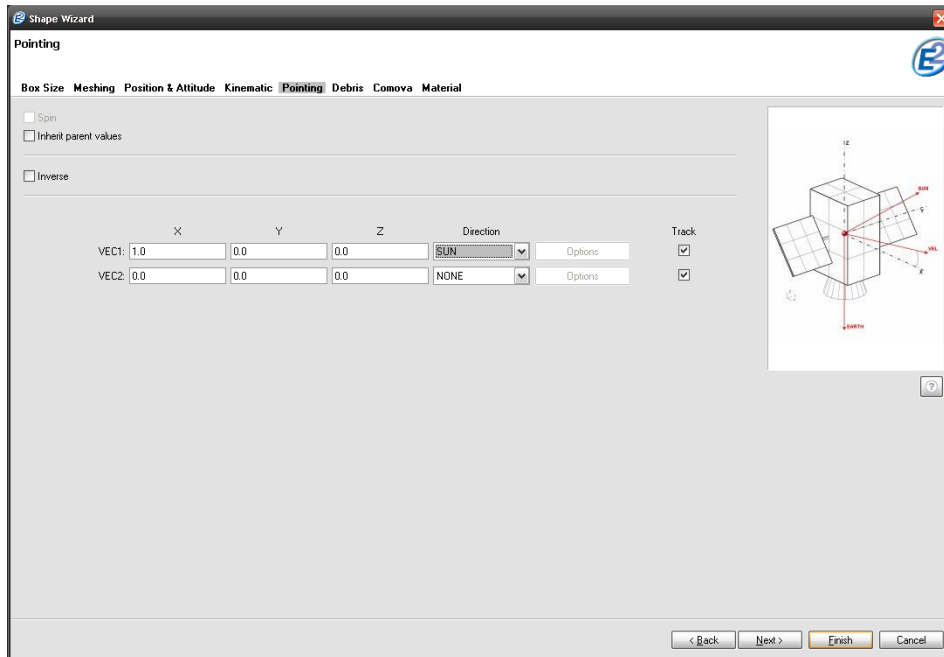 Shape Wizard
Pointing
Box Size Meshing Position & Attitude Kinematic Pointing Debris Comova Material
Spin
Inherit parent values
Inverse
X Y Z Direction Track
VEC1: 1.0 0.0 0.0 SUN Options
VEC2: 0.0 0.0 0.0 NONE Options
Z
SUN
VEL
X
EARTH
?
< Back Next > Finish Cancel